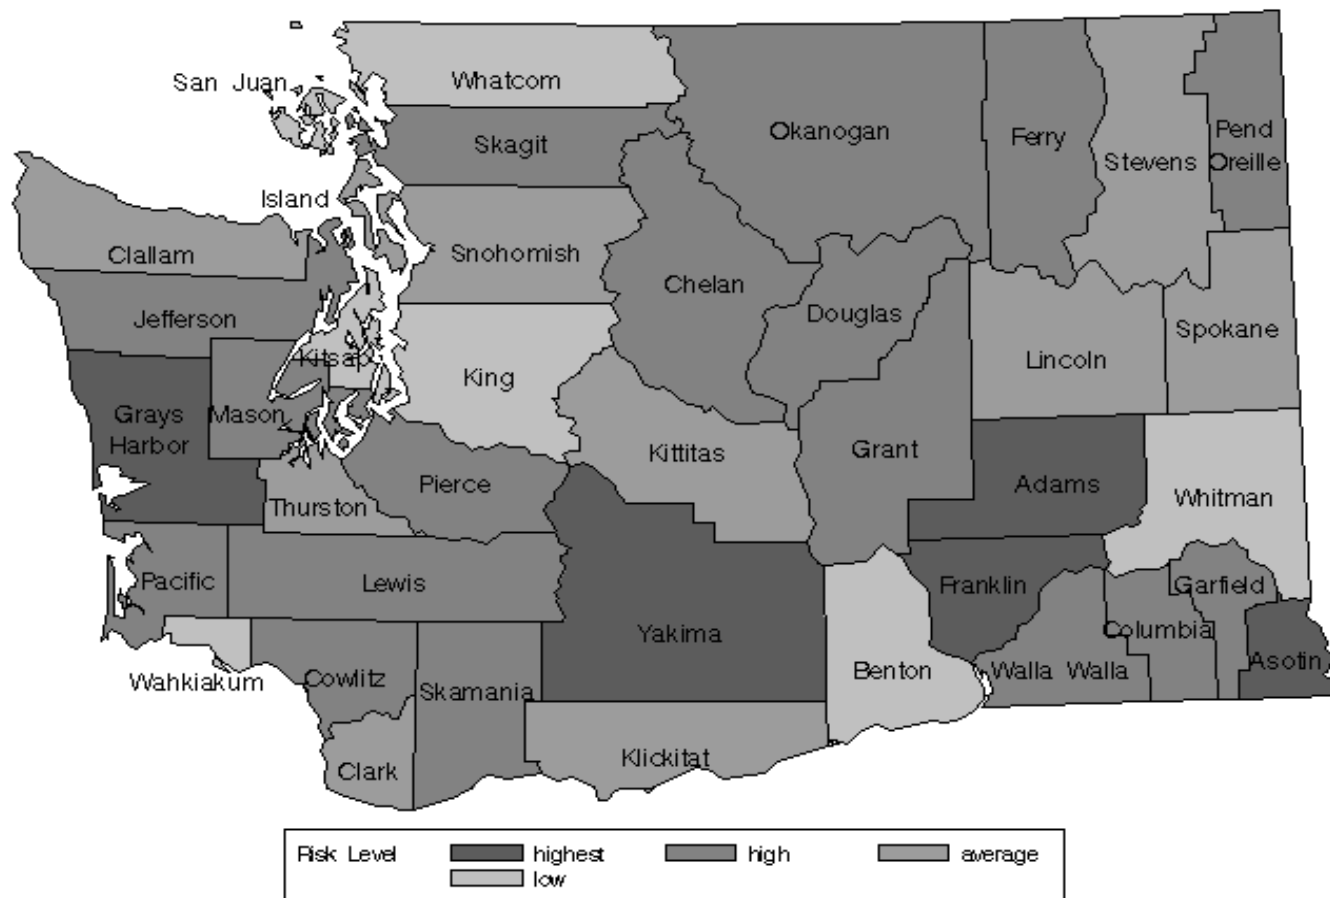 San Juan
Whatcom
Skagit
Okanogan
Ferry
Stevens
Pend
Oreille
Island
Clallam
Snohomish
Chelan
Jefferson
Douglas
Kitsap
Lincoln
Spokane
King
Grays
Harbor
Mason
Kittitas
Grant
Pierce
Adams
Whitman
Thurston
Pacific
Lewis
Franklin
Garfield
Yakima
Columbia
Wahkiakum
Cowlitz
Skamania
Benton
Walla Walla
Asotin
Clark
Klickitat
Risk Level
highest
high
average
low